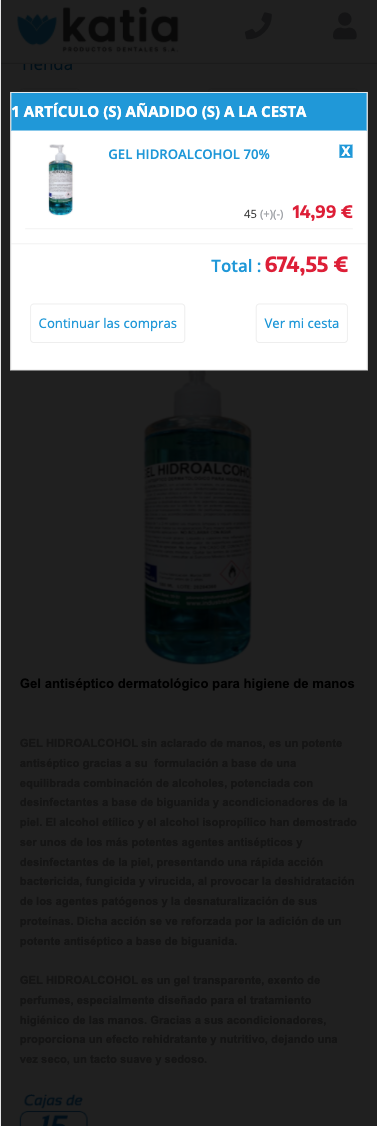 katia
PRODUCTOS DENTALES S.A.
Tienda
1 ARTÍCULO (S) AÑADIDO (S) A LA CESTA
GEL HIDROALCOHOL 70%
X
45 (+)(-) 14,99 €
Total : 674,55 €
Continuar las compras
Ver mi cesta
GEL HIDROALCOHOL
Gel antiséptico dermatológico para higiene de manos
GEL HIDROALCOHOL sin aclarado de manos, es un potente
antiséptico gracias a su formulación a base de una
equilibrada combinación de alcoholes, potenciada con
desinfectantes a base de biguanida y acondicionadores de la
piel. El alcohol etílico y el alcohol isopropílico han demostrado
ser unos de los más potentes agentes antisépticos y
desinfectantes de la piel, presentando una rápida acción
bactericida, fungicida y virucida, al provocar la deshidratación
de los agentes patógenos y la desnaturalización de sus
proteínas. Dicha acción se ve reforzada por la adición de un
potente antiséptico a base de biguanida.
GEL HIDROALCOHOL es un gel transparente, exento de
perfumes, especialmente diseñado para el tratamiento
higiénico de las manos. Gracias a sus acondicionadores,
proporciona un efecto rehidratante y nutritivo, dejando una
vez seco, un tacto suave y sedoso.
Cajas de
15